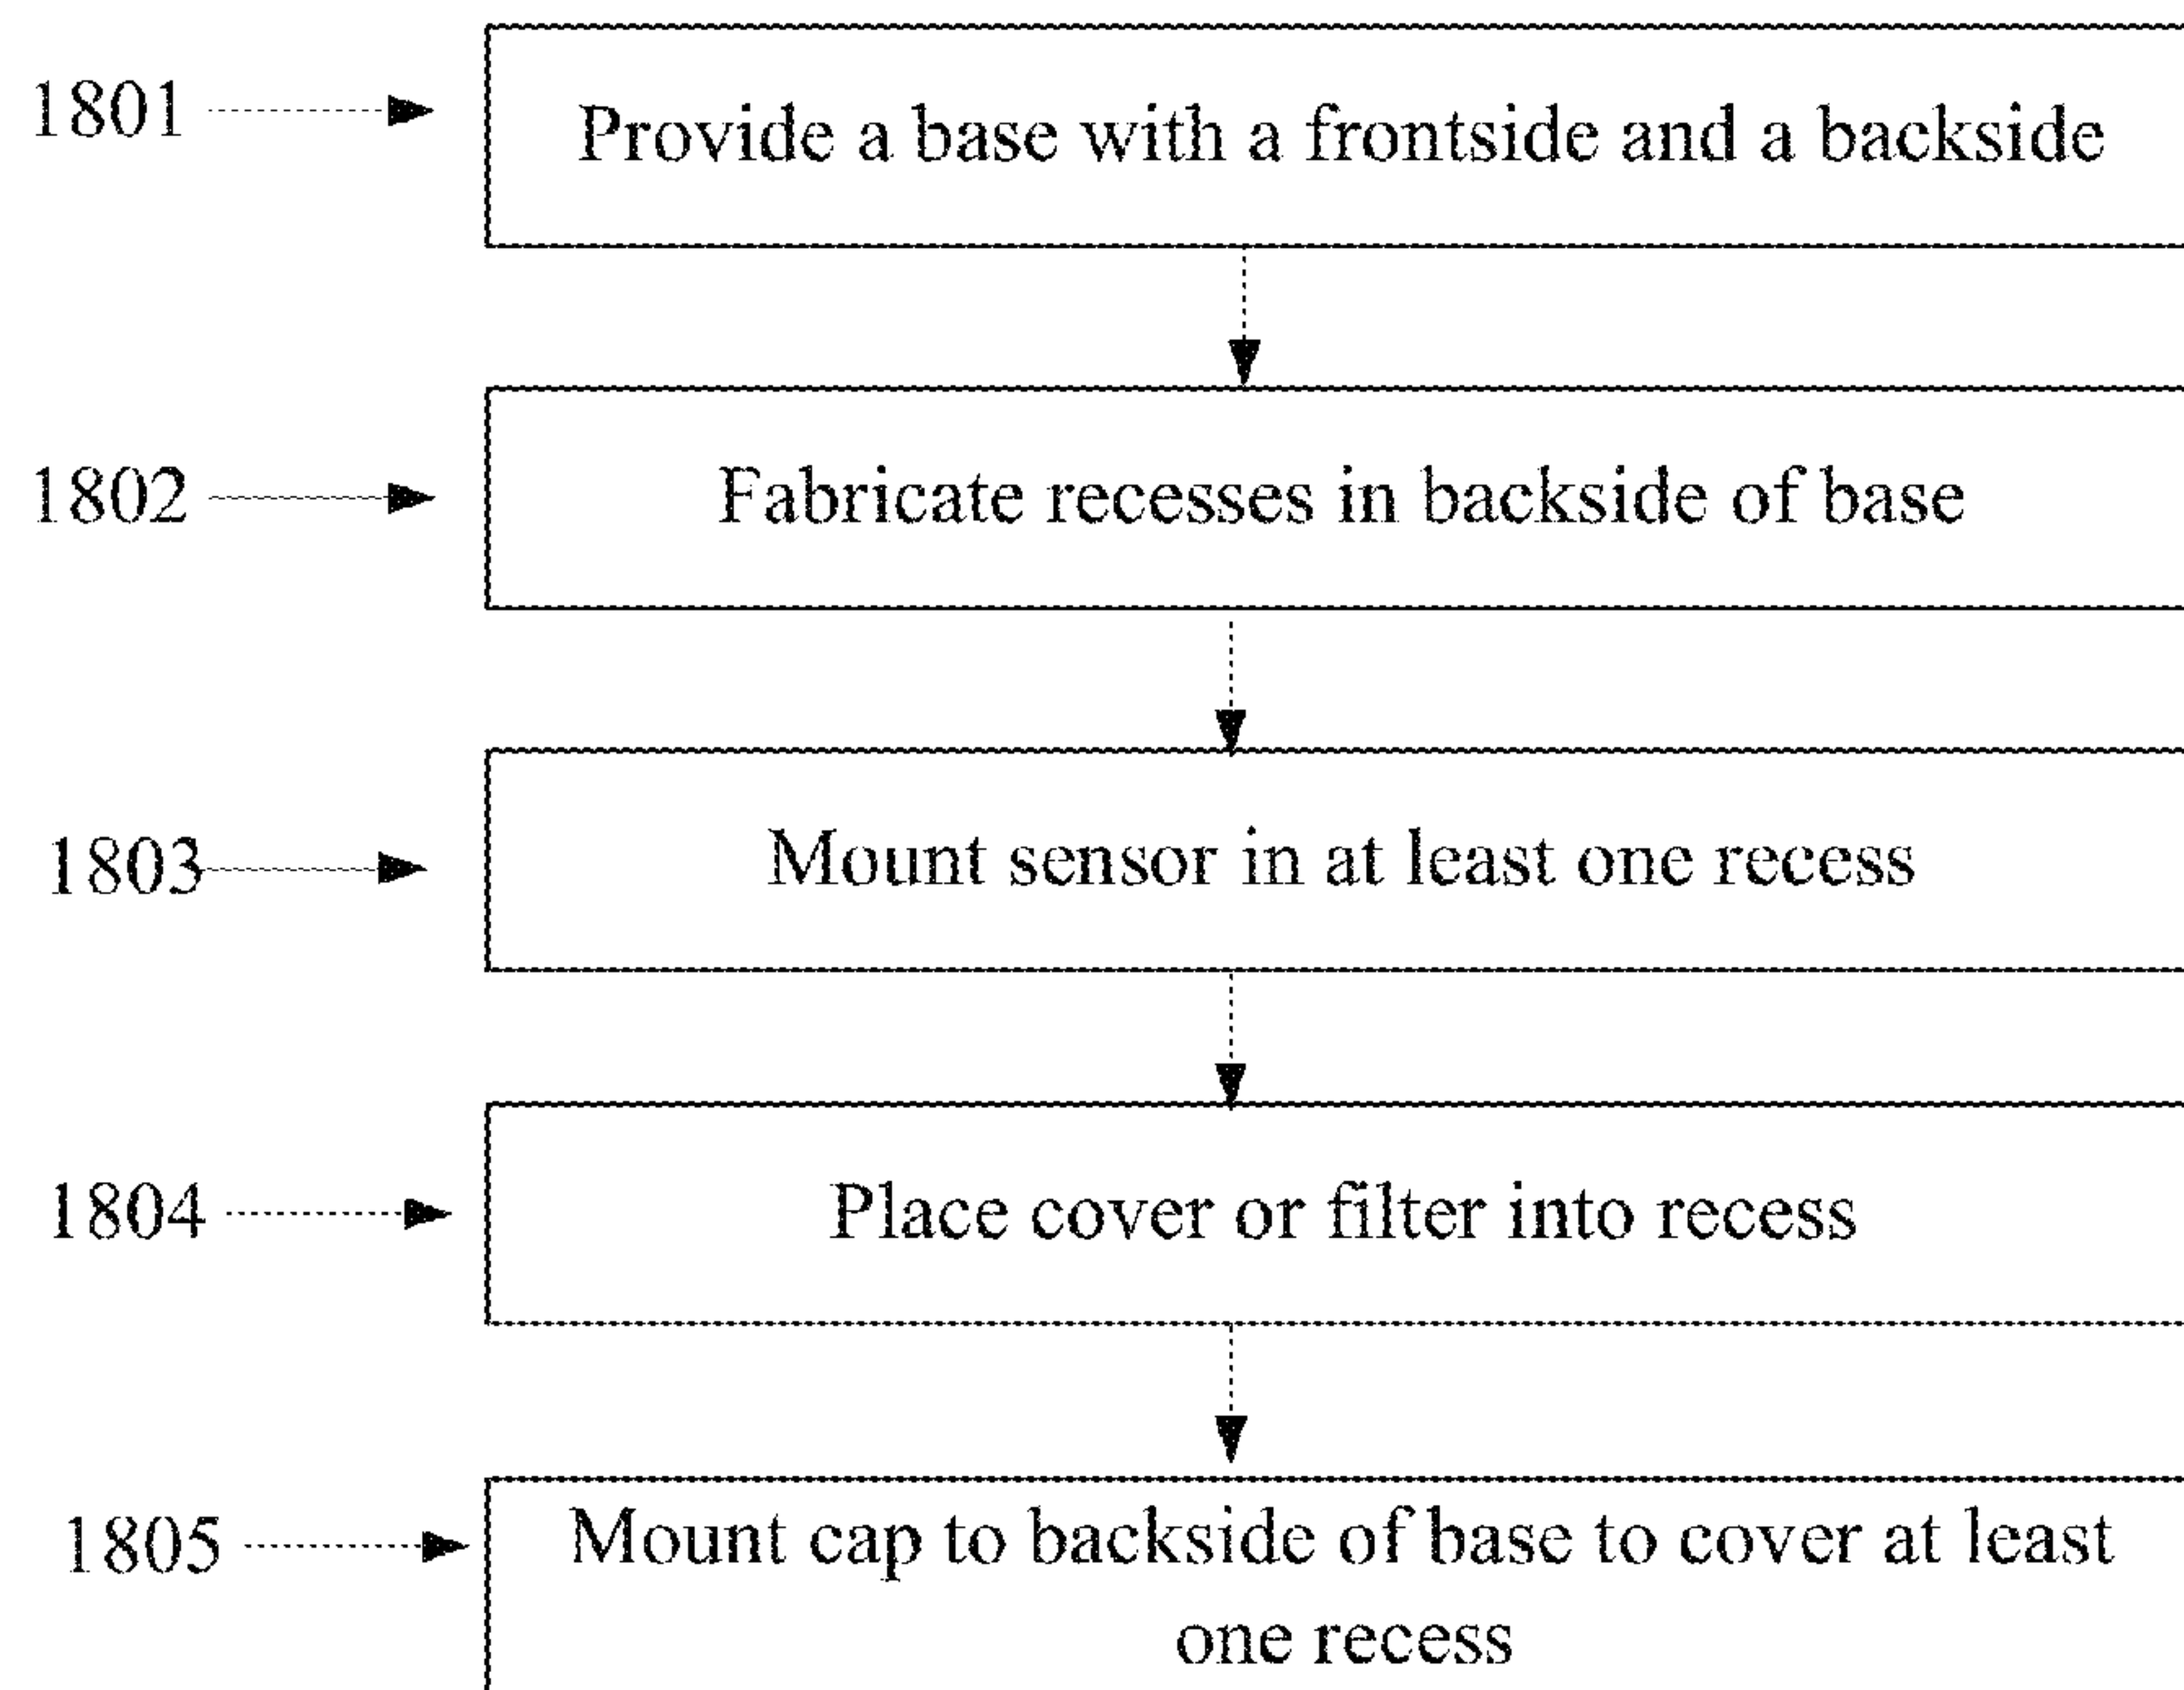 1801
Provide a base with a frontside and a backside
1802
Fabricate recesses in backside of base
1803
Mount sensor in at least one recess
1804
Place cover or filter into recess
1805
Mount cap to backside of base to cover at least
one recess